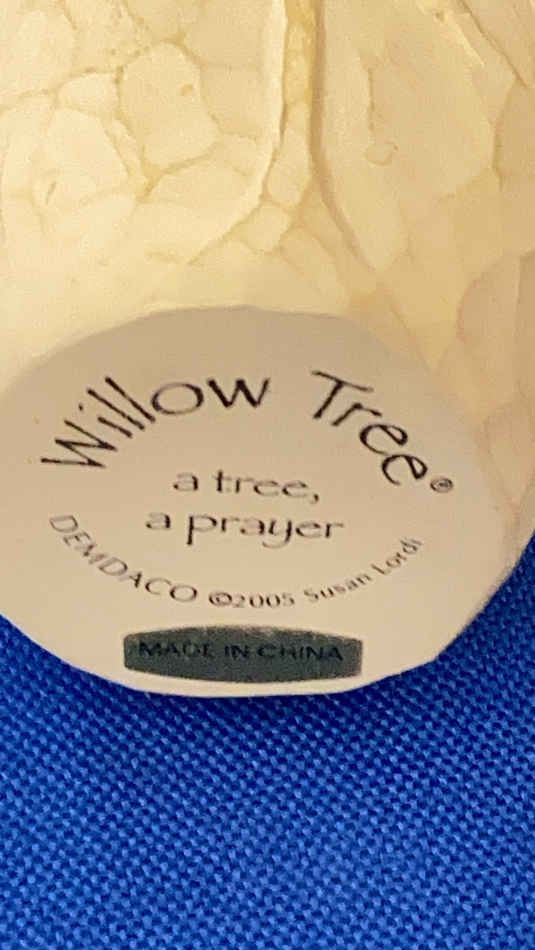 Willow Tree®
a tree,
a prayer
DEMDACO ©2005 Susan Lordi
MADE IN CHINA